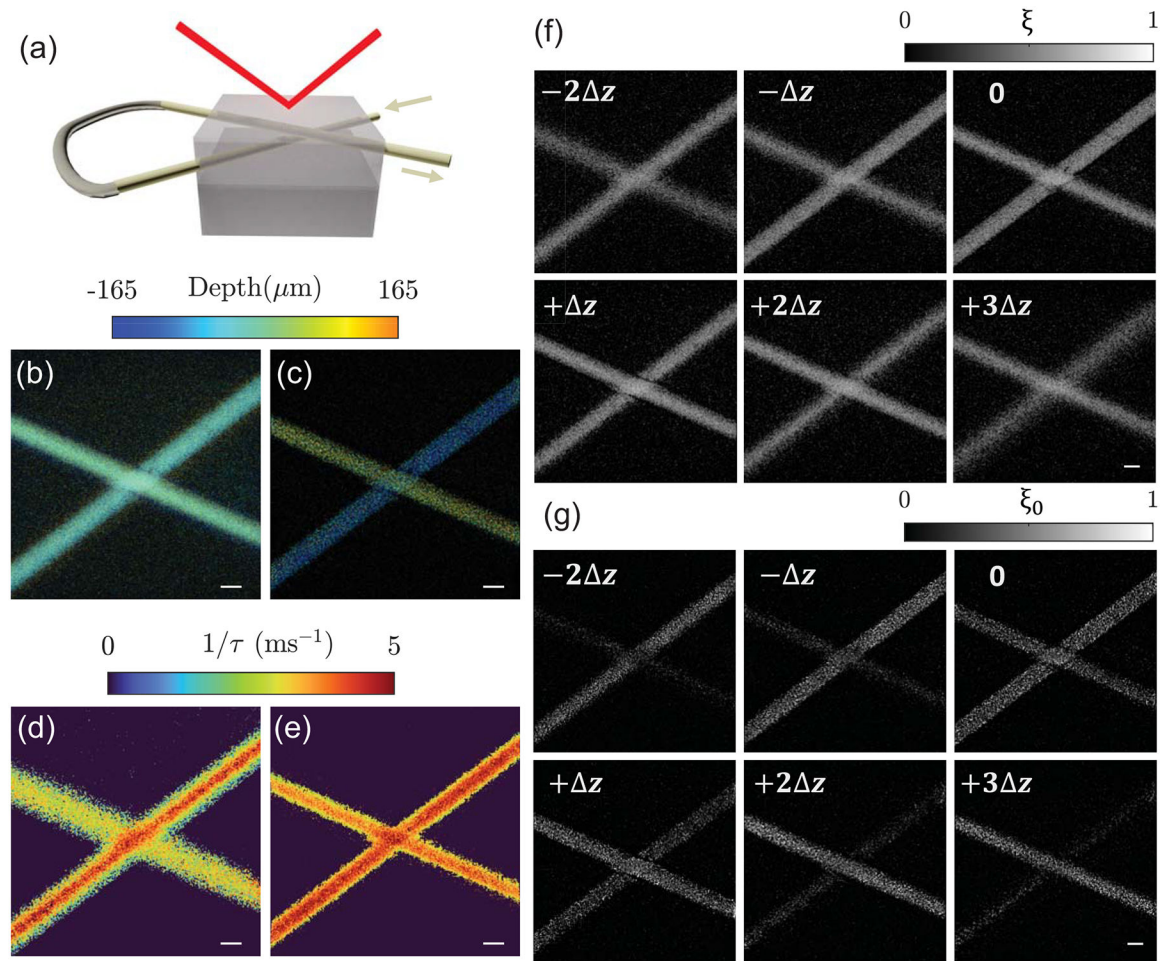 (a)
-165 Depth(μm) 165
(b)
(c)
0 1/τ (ms⁻¹) 5
(d)
(e)
(f)
0 ξ 1
−2Δz
−Δz
0
+Δz
+2Δz
+3Δz
(g)
0 ξ₀ 1
−2Δz
−Δz
0
+Δz
+2Δz
+3Δz